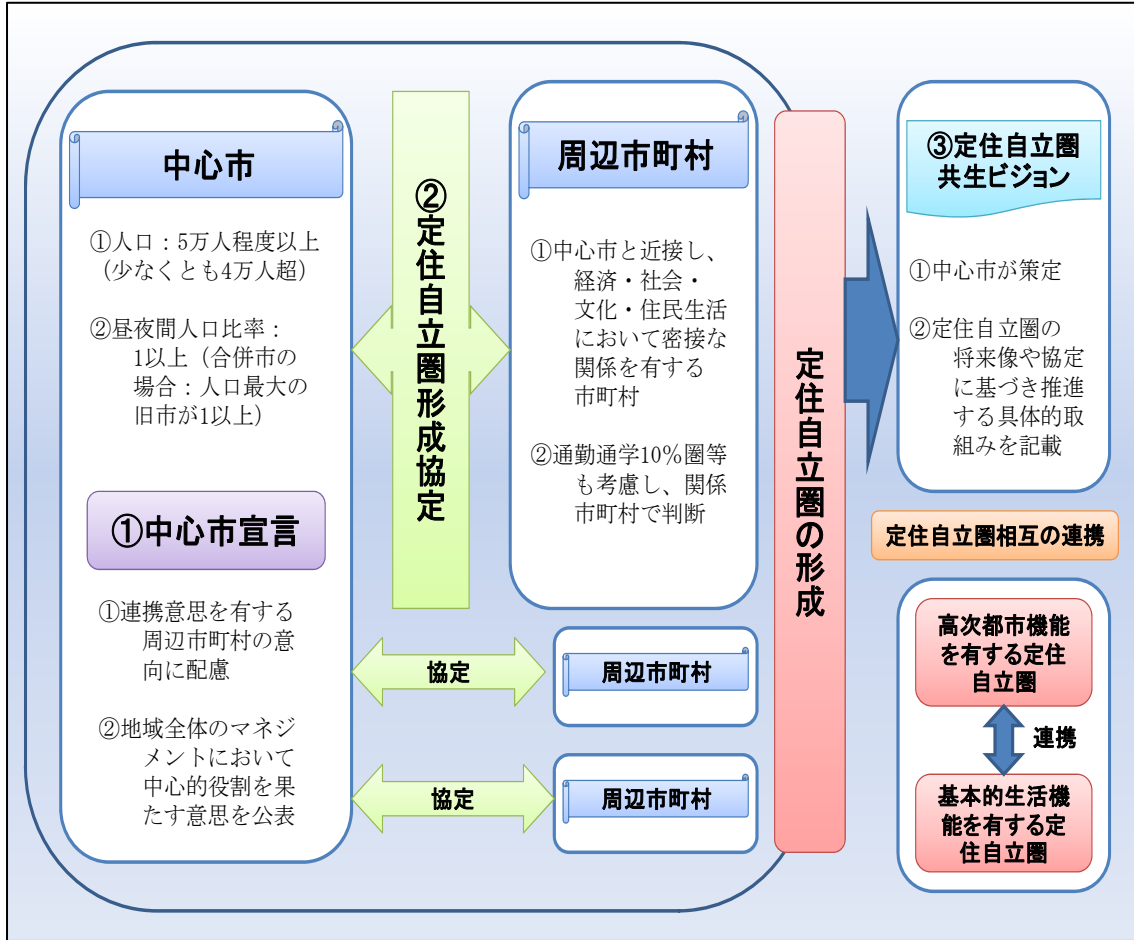 中心市
①人口：5万人程度以上
（少なくとも4万人超）
②昼夜間人口比率：
1以上（合併市の
場合：人口最大の
旧市が1以上）
①中心市宣言
①連携意思を有する
周辺市町村の意
向に配慮
②地域全体のマネジ
メントにおいて
中心的役割を果
たす意思を公表
②定住自立圏形成協定
周辺市町村
①中心市と近接し、
経済・社会・
文化・住民生活
において密接な
関係を有する
市町村
②通勤通学10％圏等
も考慮し、関係
市町村で判断
協定
周辺市町村
協定
周辺市町村
定住自立圏の形成
③定住自立圏
共生ビジョン
①中心市が策定
②定住自立圏の
将来像や協定
に基づき推進
する具体的取
組みを記載
定住自立圏相互の連携
高次都市機能
を有する定住
自立圏
連携
基本的生活機
能を有する定
住自立圏